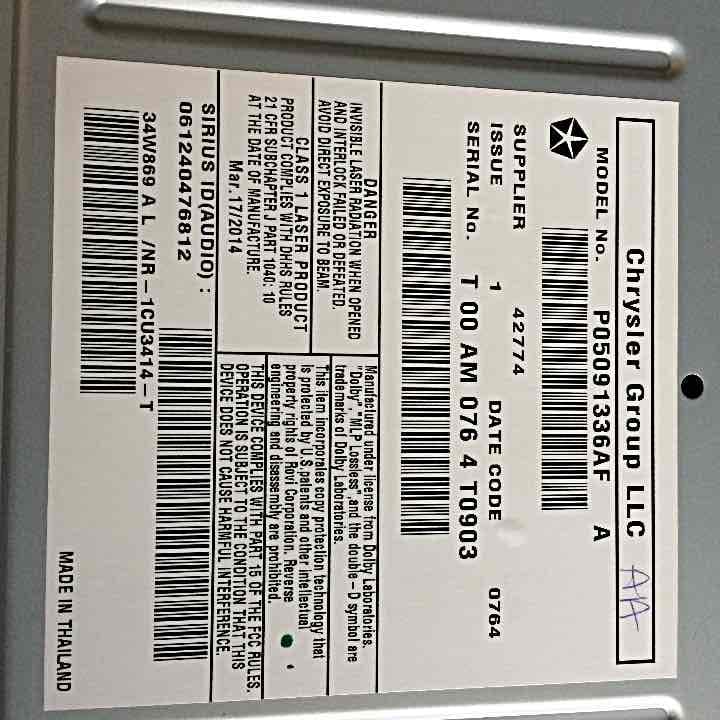 Chrysler Group LLC AA
MODEL No. P05091336AF A
SUPPLIER 42774
ISSUE 1 DATE CODE 0764
SERIAL No. T 00 AM 076 4 T0903
DANGER
INVISIBLE LASER RADIATION WHEN OPENED
AND INTERLOCK FAILED OR DEFEATED.
AVOID DIRECT EXPOSURE TO BEAM.
CLASS 1 LASER PRODUCT
PRODUCT COMPLIES WITH DHHS RULES
21 CFR SUBCHAPTER J PART 1040: 10
AT THE DATE OF MANUFACTURE.
Mar. 17/2014
Manufactured under license from Dolby Laboratories.
"Dolby","MLP Lossless",and the double-D symbol are
trademarks of Dolby Laboratories.
This item incorporates copy protection technology that
is protected by U.S.patents and other intellectual
property rights of Rovi Corporation. Reverse
engineering and disassembly are prohibited.
THIS DEVICE COMPLIES WITH PART 15 OF THE FCC RULES.
OPERATION IS SUBJECT TO THE CONDITION THAT THIS
DEVICE DOES NOT CAUSE HARMFUL INTERFERENCE.
SIRIUS ID(AUDIO) :
061240476812
34W869 A L /NR-1CU3414-T
MADE IN THAILAND